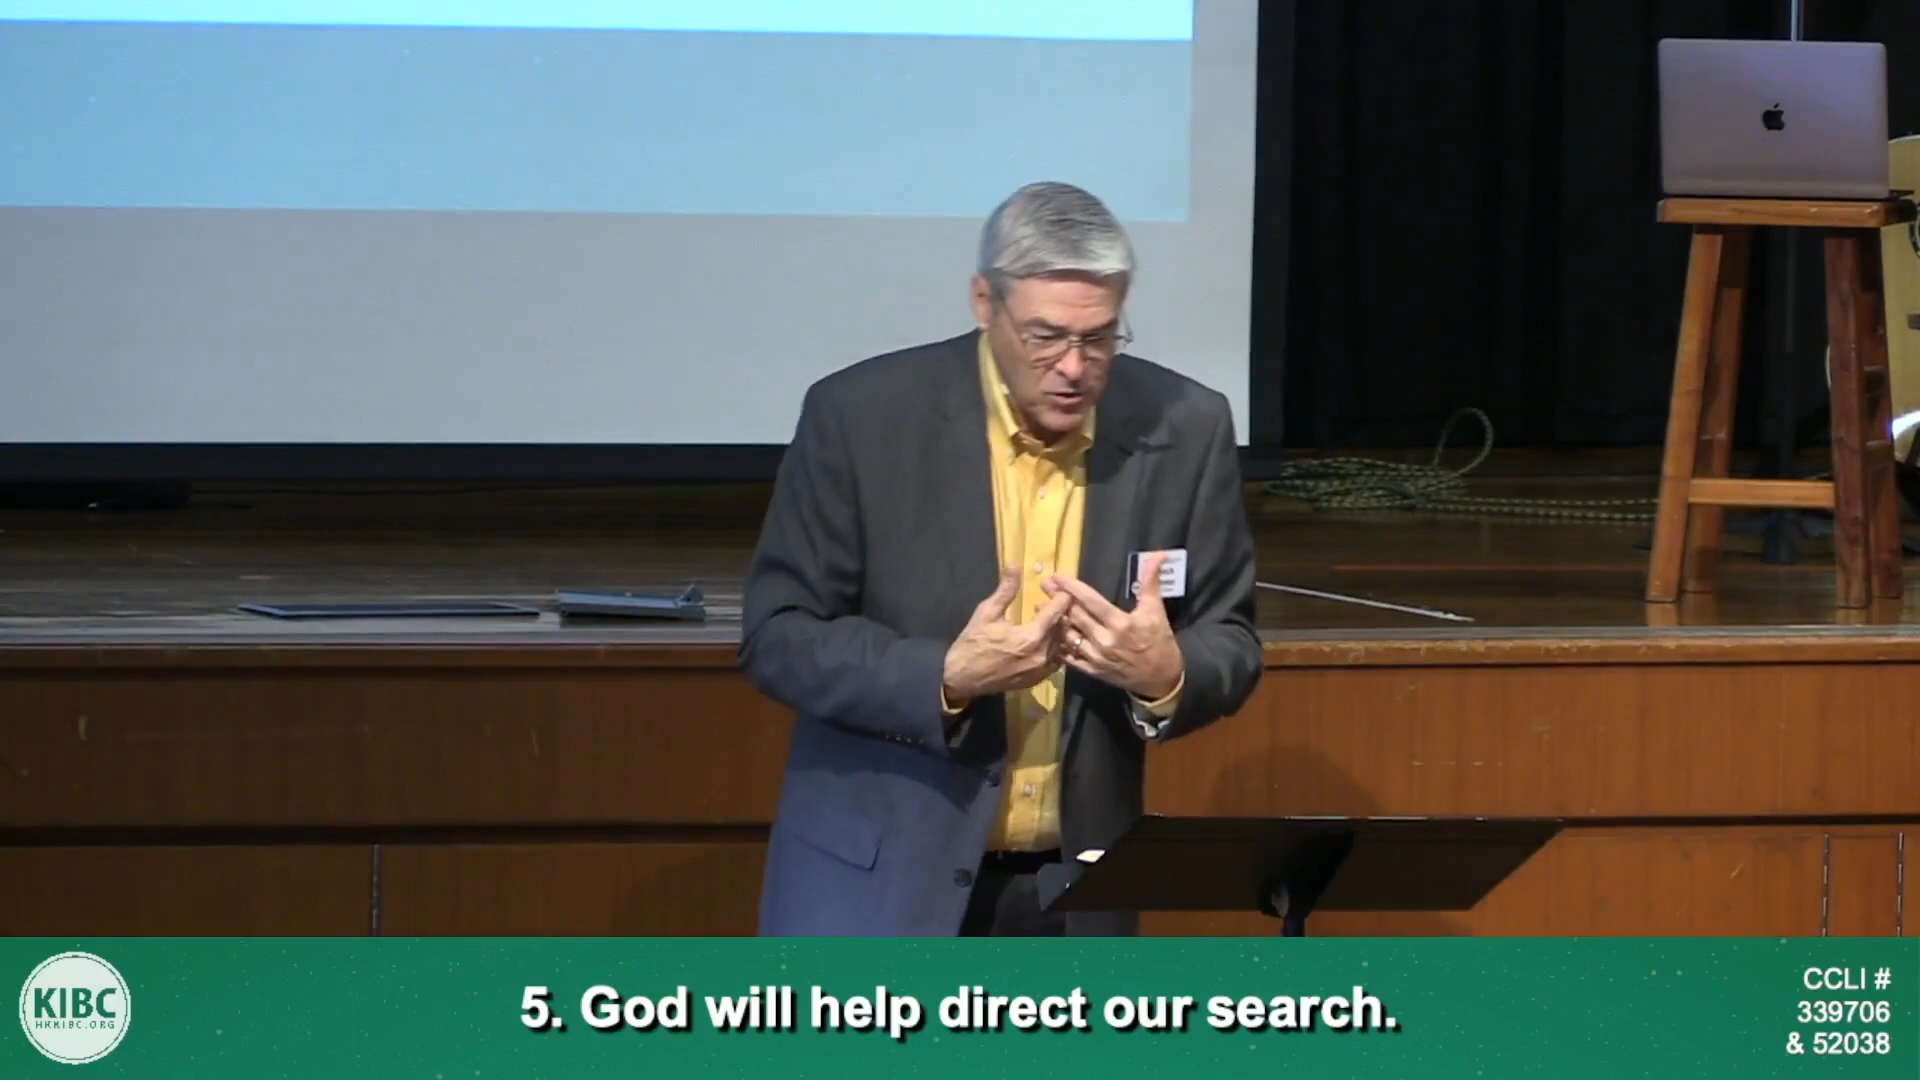 KIBC
HKKIBC.ORG
5. God will help direct our search.
CCLI #
339706
& 52038